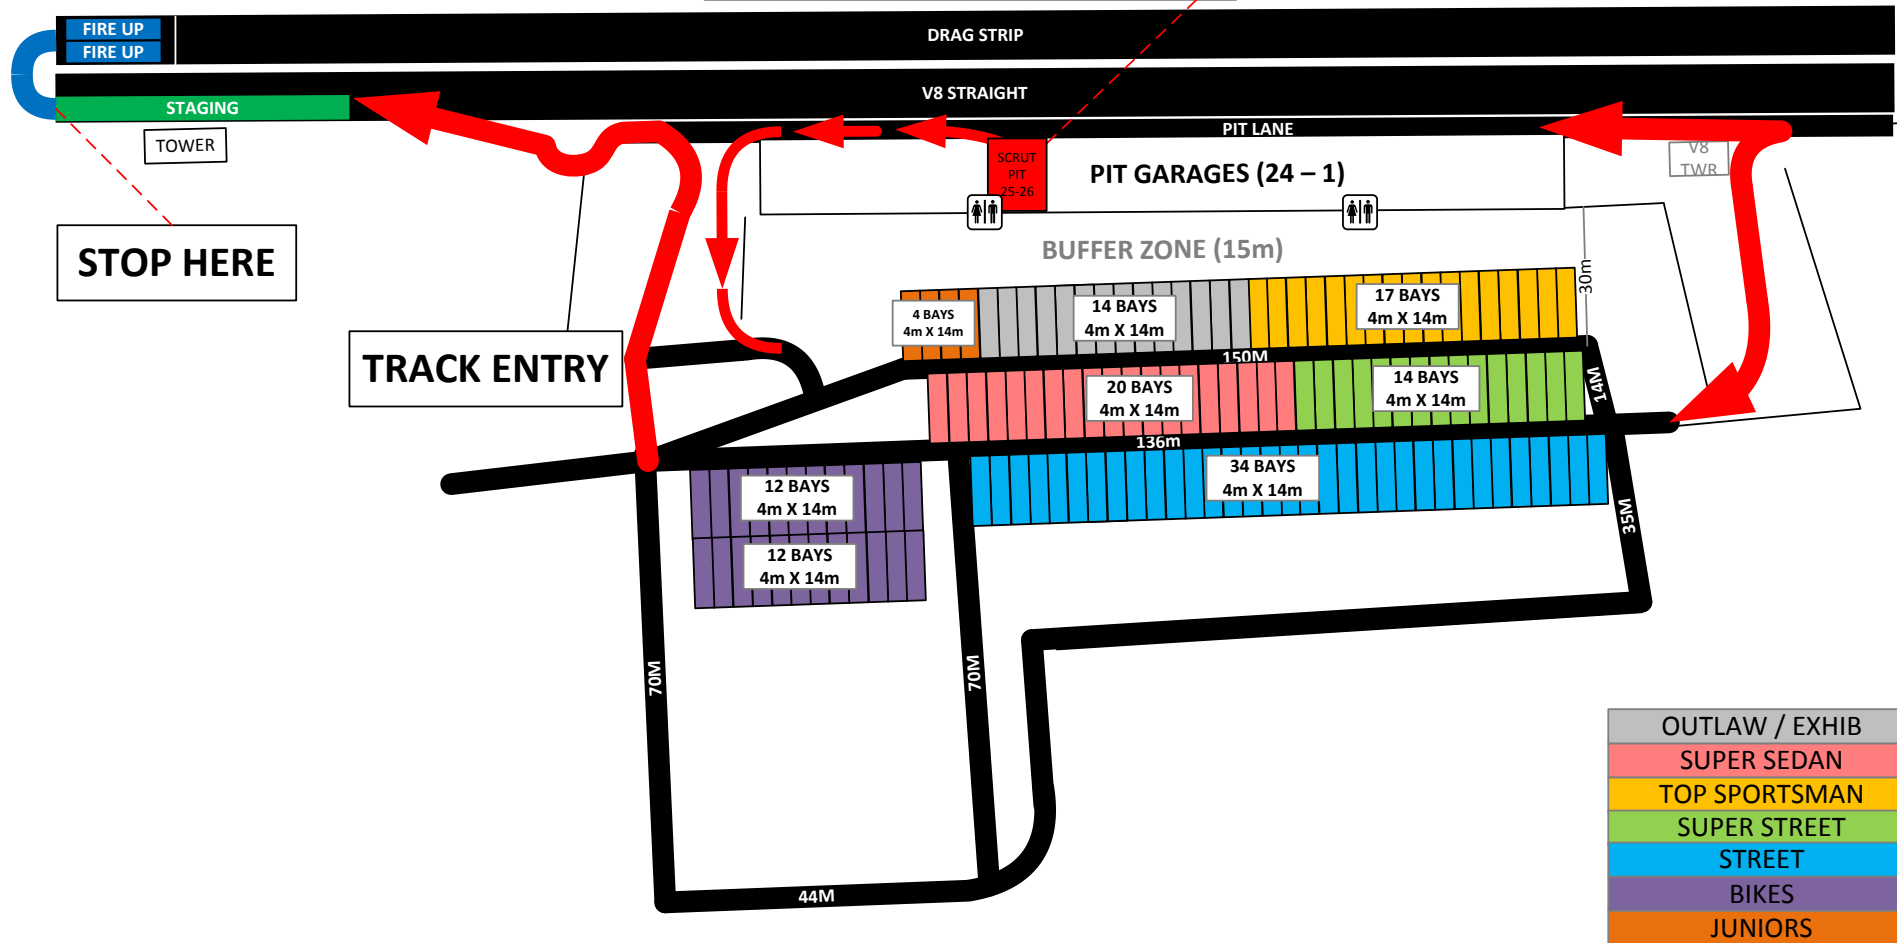 FIRE UP
FIRE UP
DRAG STRIP
V8 STRAIGHT
STAGING
PIT LANE
TOWER
V8
TWR
SCRUT
PIT
25-26
PIT GARAGES (24 – 1)
STOP HERE
BUFFER ZONE (15m)
30m
4 BAYS
4m X 14m
14 BAYS
4m X 14m
17 BAYS
4m X 14m
TRACK ENTRY
150M
20 BAYS
4m X 14m
14 BAYS
4m X 14m
14M
136m
34 BAYS
4m X 14m
12 BAYS
4m X 14m
35M
12 BAYS
4m X 14m
70M
70M
44M
OUTLAW / EXHIB
SUPER SEDAN
TOP SPORTSMAN
SUPER STREET
STREET
BIKES
JUNIORS